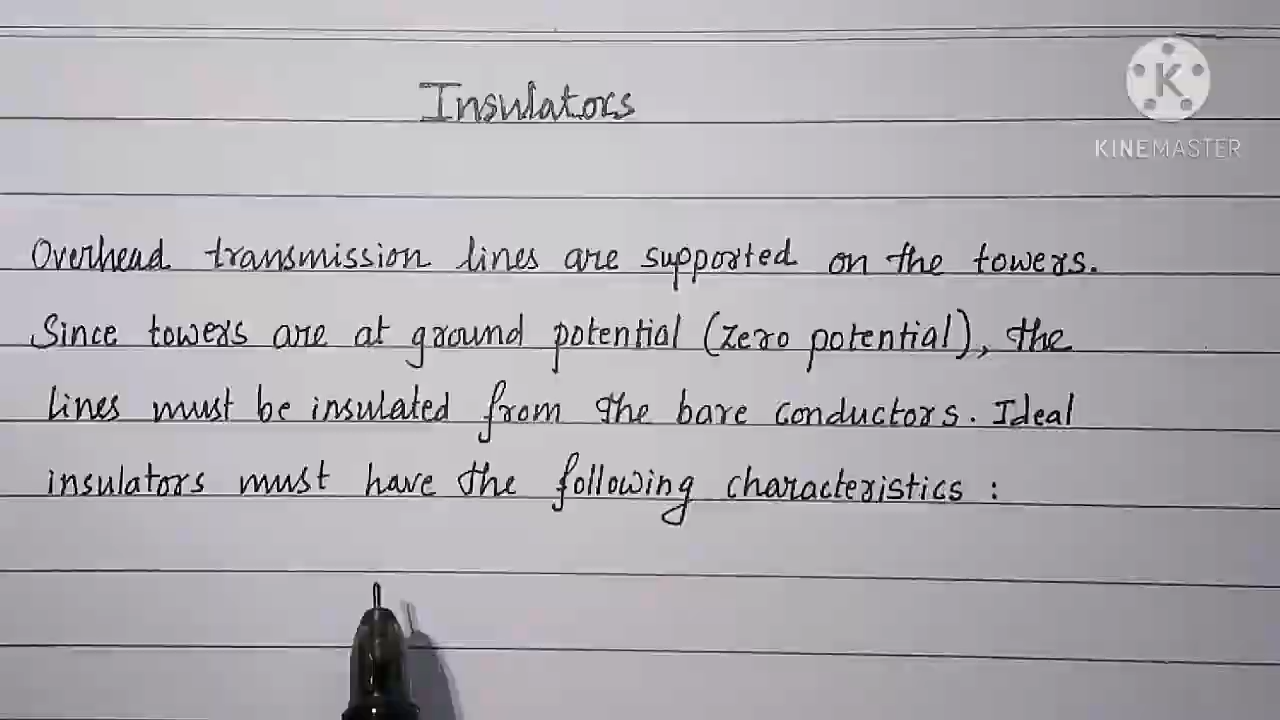 Insulators
K
KINEMASTER
Overhead transmission lines are supported on the towers.
Since towers are at ground potential (zero potential), the
lines must be insulated from the bare conductors. Ideal
insulators must have the following characteristics :